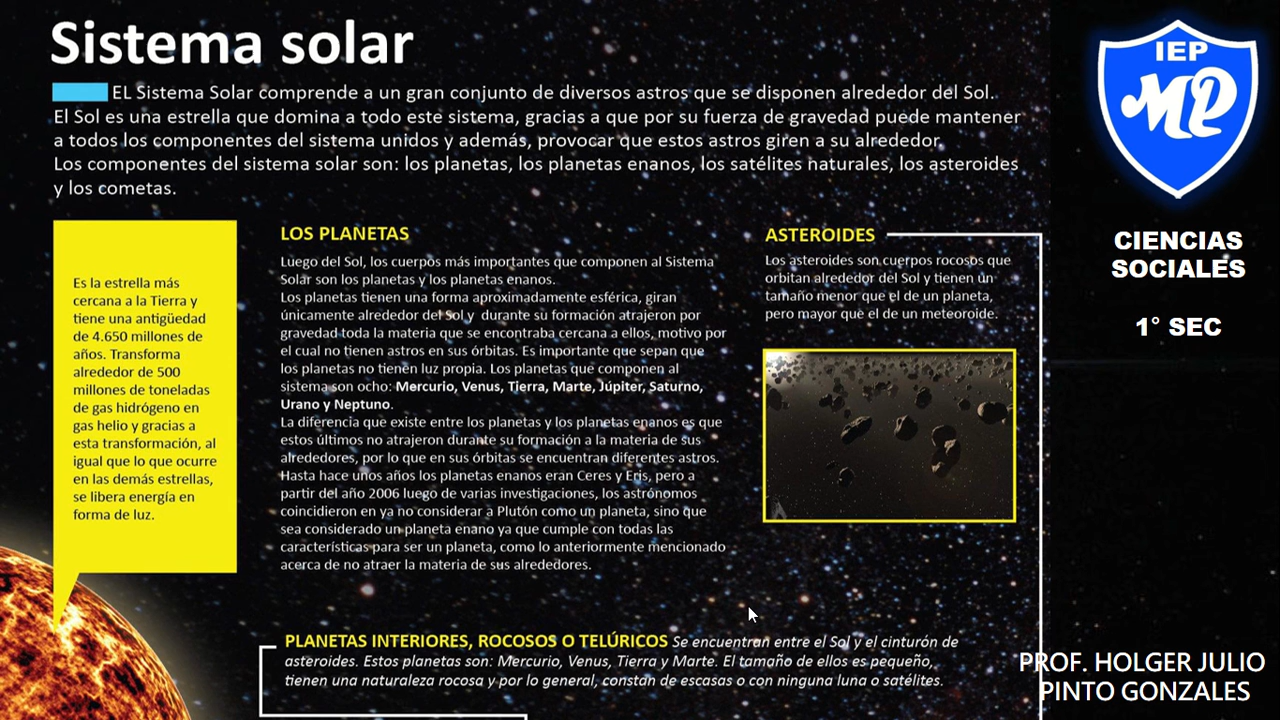 Sistema solar
EL Sistema Solar comprende a un gran conjunto de diversos astros que se disponen alrededor del Sol.
El Sol es una estrella que domina a todo este sistema, gracias a que por su fuerza de gravedad puede mantener
a todos los componentes del sistema unidos y además, provocar que estos astros giren a su alrededor.
Los componentes del sistema solar son: los planetas, los planetas enanos, los satélites naturales, los asteroides
y los cometas.
Es la estrella más
cercana a la Tierra y
tiene una antigüedad
de 4.650 millones de
años. Transforma
alrededor de 500
millones de toneladas
de gas hidrógeno en
gas helio y gracias a
esta transformación, al
igual que lo que ocurre
en las demás estrellas,
se libera energía en
forma de luz.
LOS PLANETAS
Luego del Sol, los cuerpos más importantes que componen al Sistema
Solar son los planetas y los planetas enanos.
Los planetas tienen una forma aproximadamente esférica, giran
únicamente alrededor del Sol y durante su formación atrajeron por
gravedad toda la materia que se encontraba cercana a ellos, motivo por
el cual no tienen astros en sus órbitas. Es importante que sepan que
los planetas no tienen luz propia. Los planetas que componen al
sistema son ocho: Mercurio, Venus, Tierra, Marte, Júpiter, Saturno,
Urano y Neptuno.
La diferencia que existe entre los planetas y los planetas enanos es que
estos últimos no atrajeron durante su formación a la materia de sus
alrededores, por lo que en sus órbitas se encuentran diferentes astros.
Hasta hace unos años los planetas enanos eran Ceres y Eris, pero a
partir del año 2006 luego de varias investigaciones, los astrónomos
coincidieron en ya no considerar a Plutón como un planeta, sino que
sea considerado un planeta enano ya que cumple con todas las
características para ser un planeta, como lo anteriormente mencionado
acerca de no atraer la materia de sus alrededores.
ASTEROIDES
Los asteroides son cuerpos rocosos que
orbitan alrededor del Sol y tienen un
tamaño menor que el de un planeta,
pero mayor que el de un meteoroide.
PLANETAS INTERIORES, ROCOSOS O TELÚRICOS Se encuentran entre el Sol y el cinturón de
asteroides. Estos planetas son: Mercurio, Venus, Tierra y Marte. El tamaño de ellos es pequeño,
tienen una naturaleza rocosa y por lo general, constan de escasas o con ninguna luna o satélites.
IEP
MP
CIENCIAS
SOCIALES
1° SEC
PROF. HOLGER JULIO
PINTO GONZALES